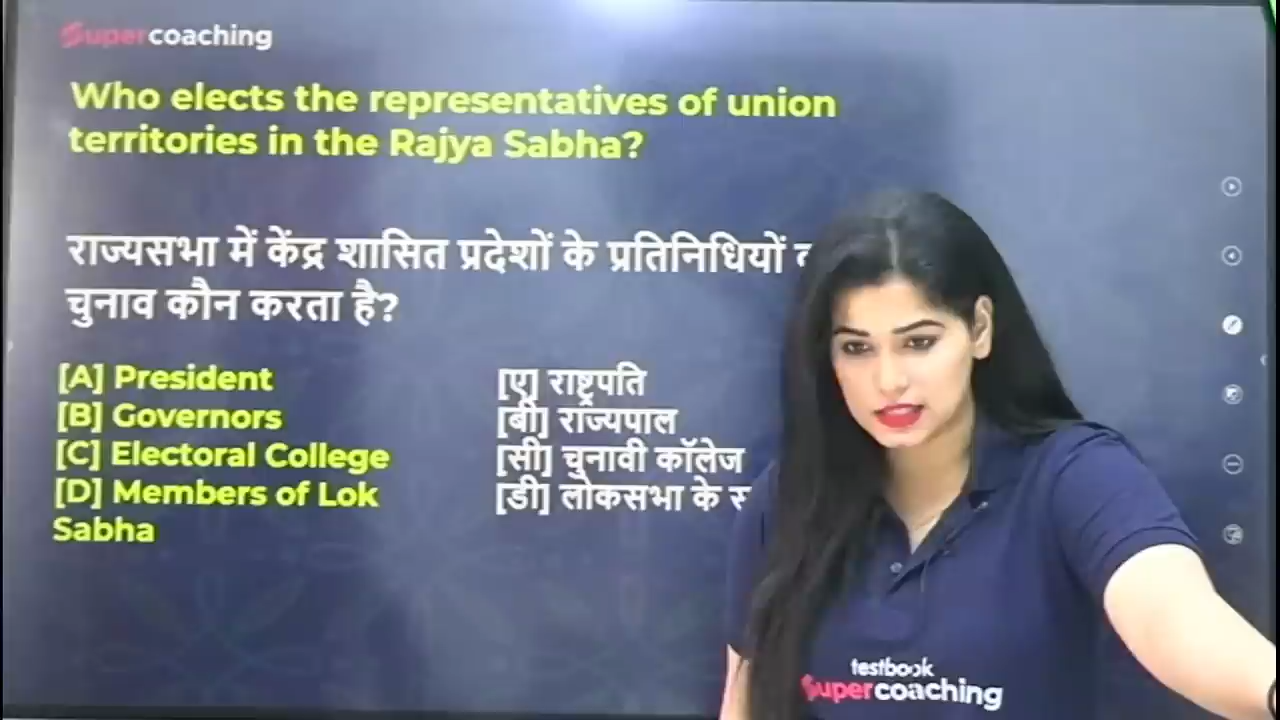 Supercoaching
Who elects the representatives of union
territories in the Rajya Sabha?
राज्यसभा में केंद्र शासित प्रदेशों के प्रतिनिधियों
चुनाव कौन करता है?
[A] President
[B] Governors
[C] Electoral College
[D] Members of Lok
Sabha
[ए] राष्ट्रपति
[बी] राज्यपाल
[सी] चुनावी कॉलेज
[डी] लोकसभा के
testbook
Supercoaching